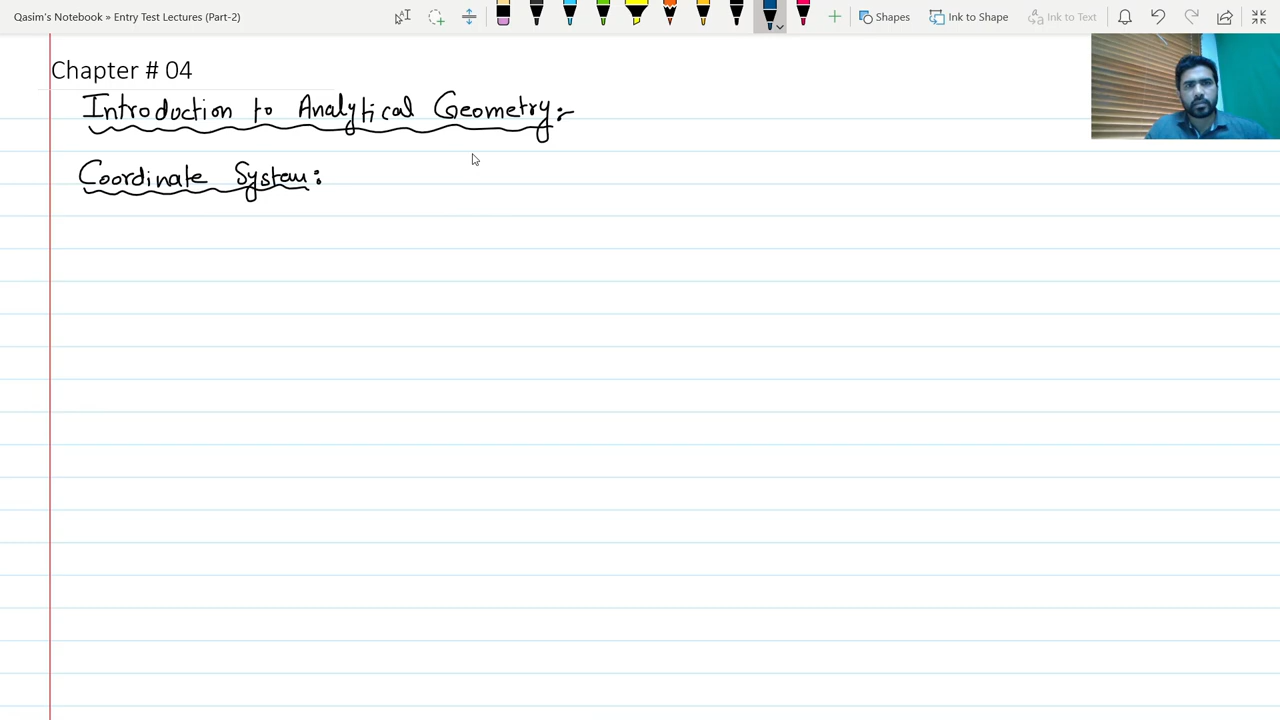 Qasim's Notebook » Entry Test Lectures (Part-2)
Shapes
Ink to Shape
Ink to Text
Chapter # 04
Introduction to Analytical Geometry:-
Coordinate System: